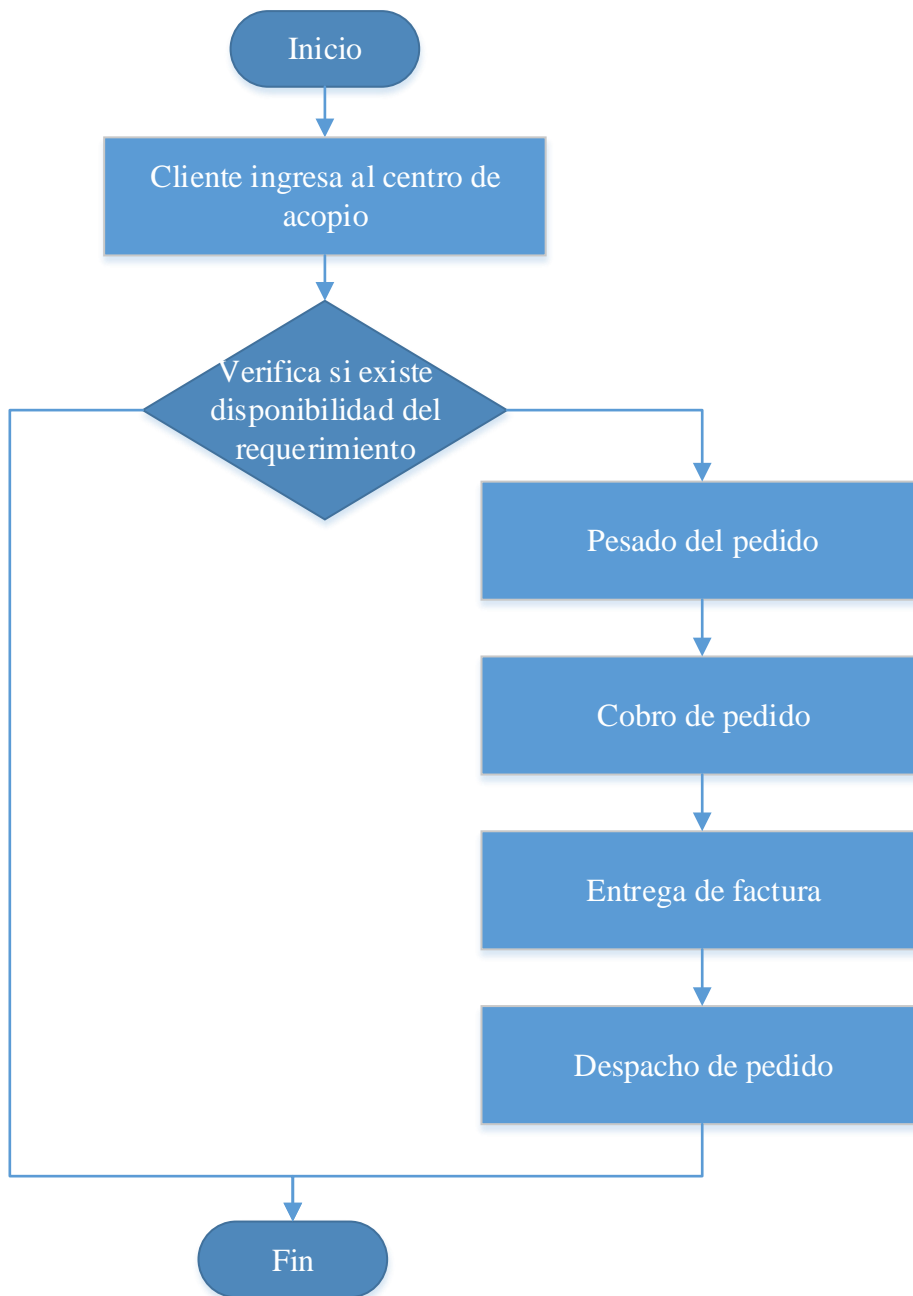 Inicio
Cliente ingresa al centro de
acopio
Verifica si existe
disponibilidad del
requerimiento
Pesado del pedido
Cobro de pedido
Entrega de factura
Despacho de pedido
Fin